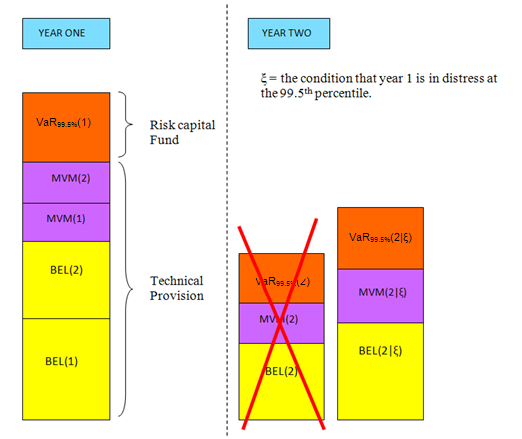 YEAR ONE
YEAR TWO
ξ = the condition that year 1 is in distress at
the 99.5th percentile.
VaR99.5%(1)
Risk capital
Fund
MVM(2)
MVM(1)
BEL(2)
BEL(1)
Technical
Provision
VaR99.5%(2)
MVM(2)
BEL(2)
VaR99.5%(2|ξ)
MVM(2|ξ)
BEL(2|ξ)